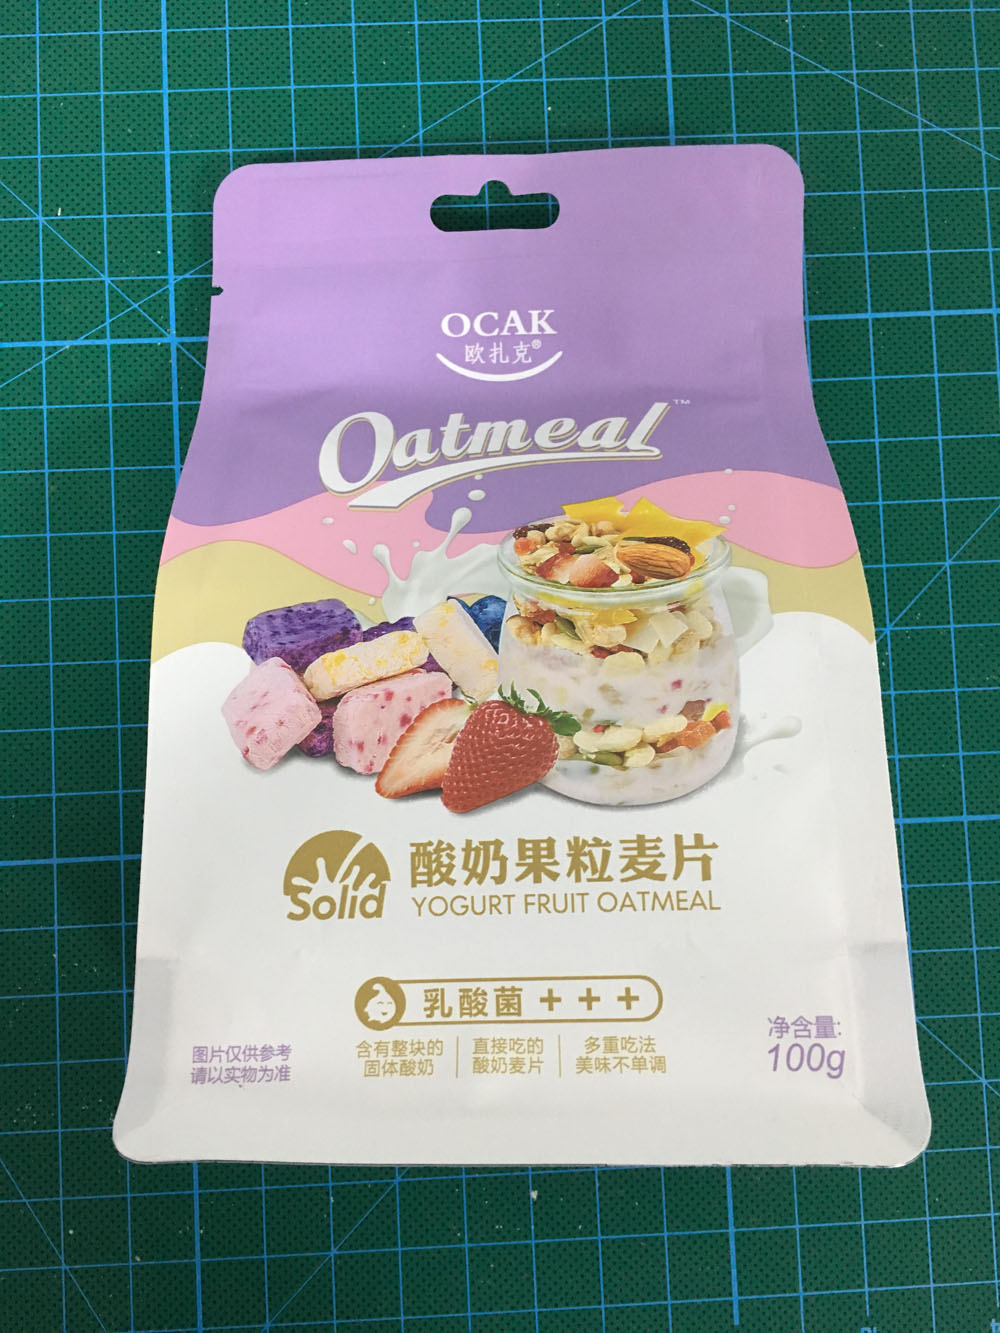 OCAK
欧扎克®
Oatmeal™
Solid
酸奶果粒麦片
YOGURT FRUIT OATMEAL
乳酸菌 + + +
图片仅供参考
请以实物为准
含有整块的
固体酸奶
直接吃的
酸奶麦片
多重吃法
美味不单调
净含量:
100g